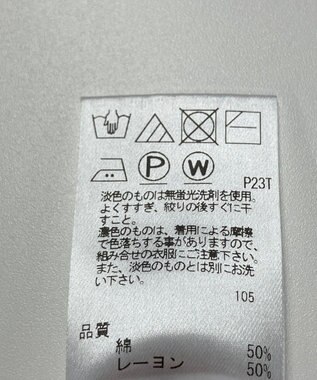 P W
P23T
淡色のものは無蛍光洗剤を使用。
よくすすぎ、絞りの後すぐに干
すこと。
濃色のものは、着用による摩擦
で色落ちする事がありますので、
組み合せの衣服にご注意下さい。
また、淡色のものとは別にお洗
い下さい。
105
品質
綿 50%
レーヨン 50%